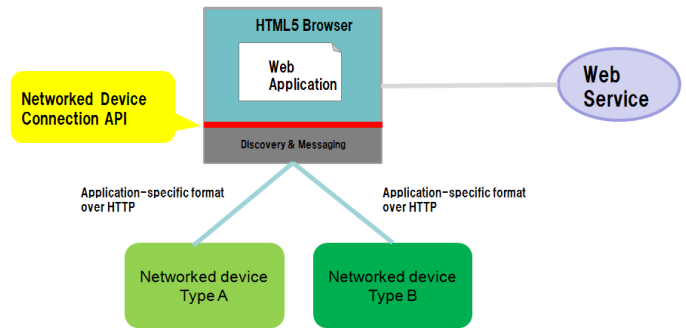 HTML5 Browser
Web
Application
Web
Service
Networked Device
Connection API
Discovery & Messaging
Application-specific format
over HTTP
Application-specific format
over HTTP
Networked device
Type A
Networked device
Type B